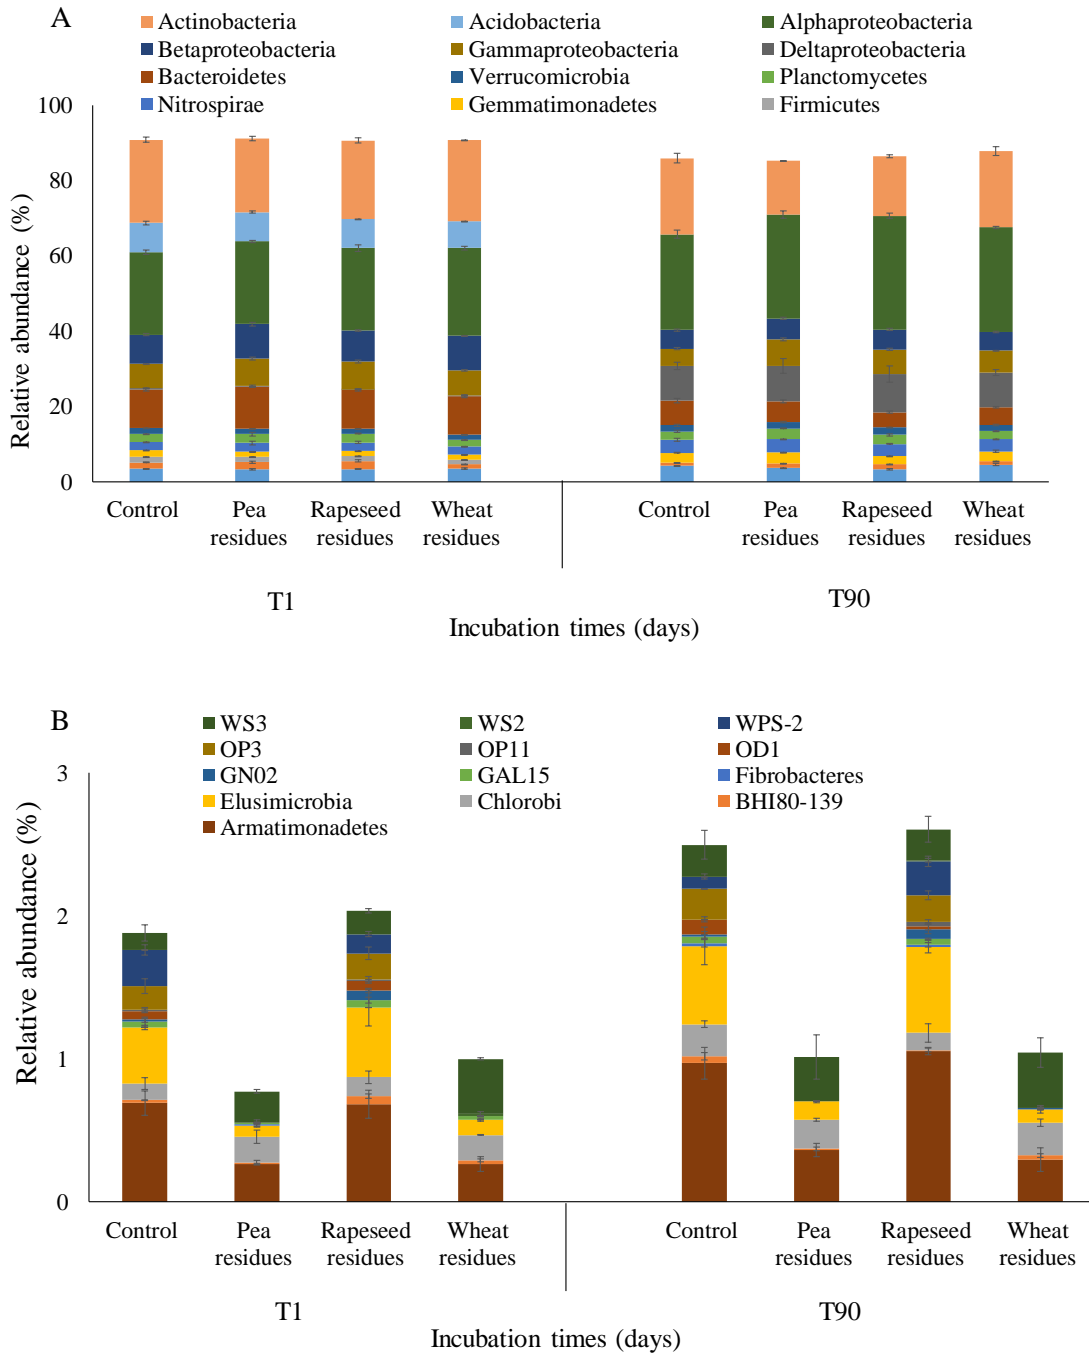 A
Actinobacteria Acidobacteria Alphaproteobacteria
Betaproteobacteria Gammaproteobacteria Deltaproteobacteria
Bacteroidetes Verrucomicrobia Planctomycetes
Nitrospirae Gemmatimonadetes Firmicutes
Relative abundance (%)
100
80
60
40
20
0
Control Pea Rapeseed Wheat Control Pea Rapeseed Wheat
residues residues residues residues residues residues
T1 T90
Incubation times (days)
B
WS3 WS2 WPS-2
OP3 OP11 OD1
GN02 GAL15 Fibrobacteres
Elusimicrobia Chlorobi BHI80-139
Armatimonadetes
Relative abundance (%)
3
2
1
0
Control Pea Rapeseed Wheat Control Pea Rapeseed Wheat
residues residues residues residues residues residues
T1 T90
Incubation times (days)